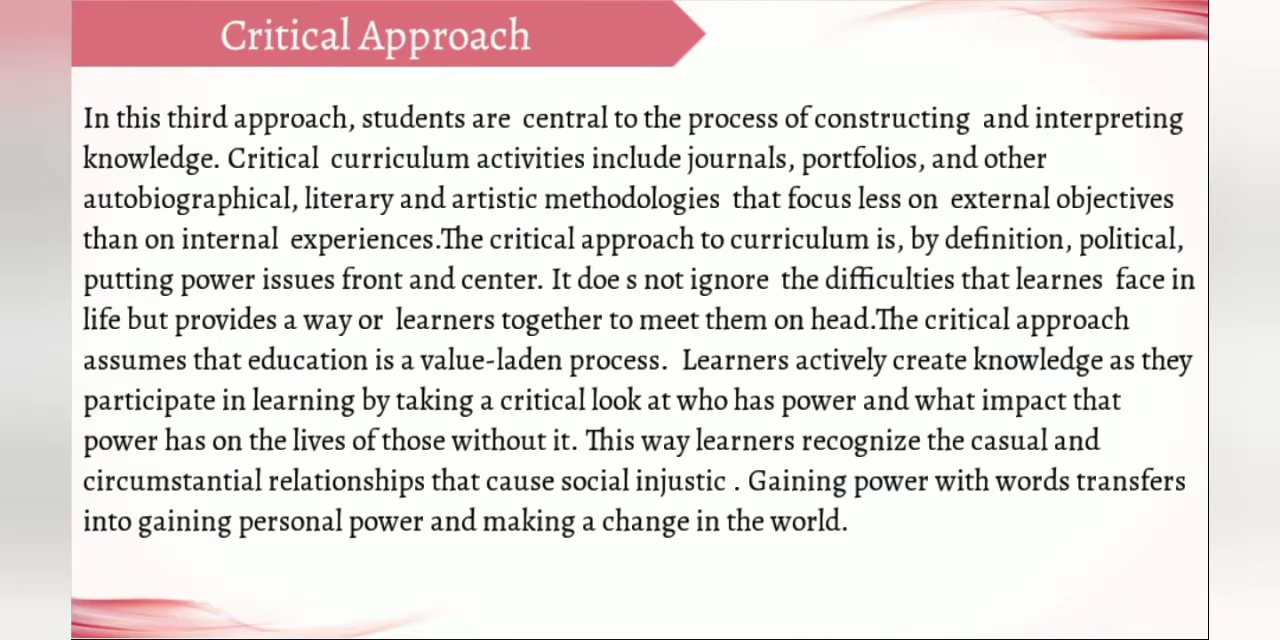 Critical Approach
In this third approach, students are central to the process of constructing and interpreting
knowledge. Critical curriculum activities include journals, portfolios, and other
autobiographical, literary and artistic methodologies that focus less on external objectives
than on internal experiences.The critical approach to curriculum is, by definition, political,
putting power issues front and center. It doe s not ignore the difficulties that learnes face in
life but provides a way or learners together to meet them on head.The critical approach
assumes that education is a value-laden process. Learners actively create knowledge as they
participate in learning by taking a critical look at who has power and what impact that
power has on the lives of those without it. This way learners recognize the casual and
circumstantial relationships that cause social injustic . Gaining power with words transfers
into gaining personal power and making a change in the world.